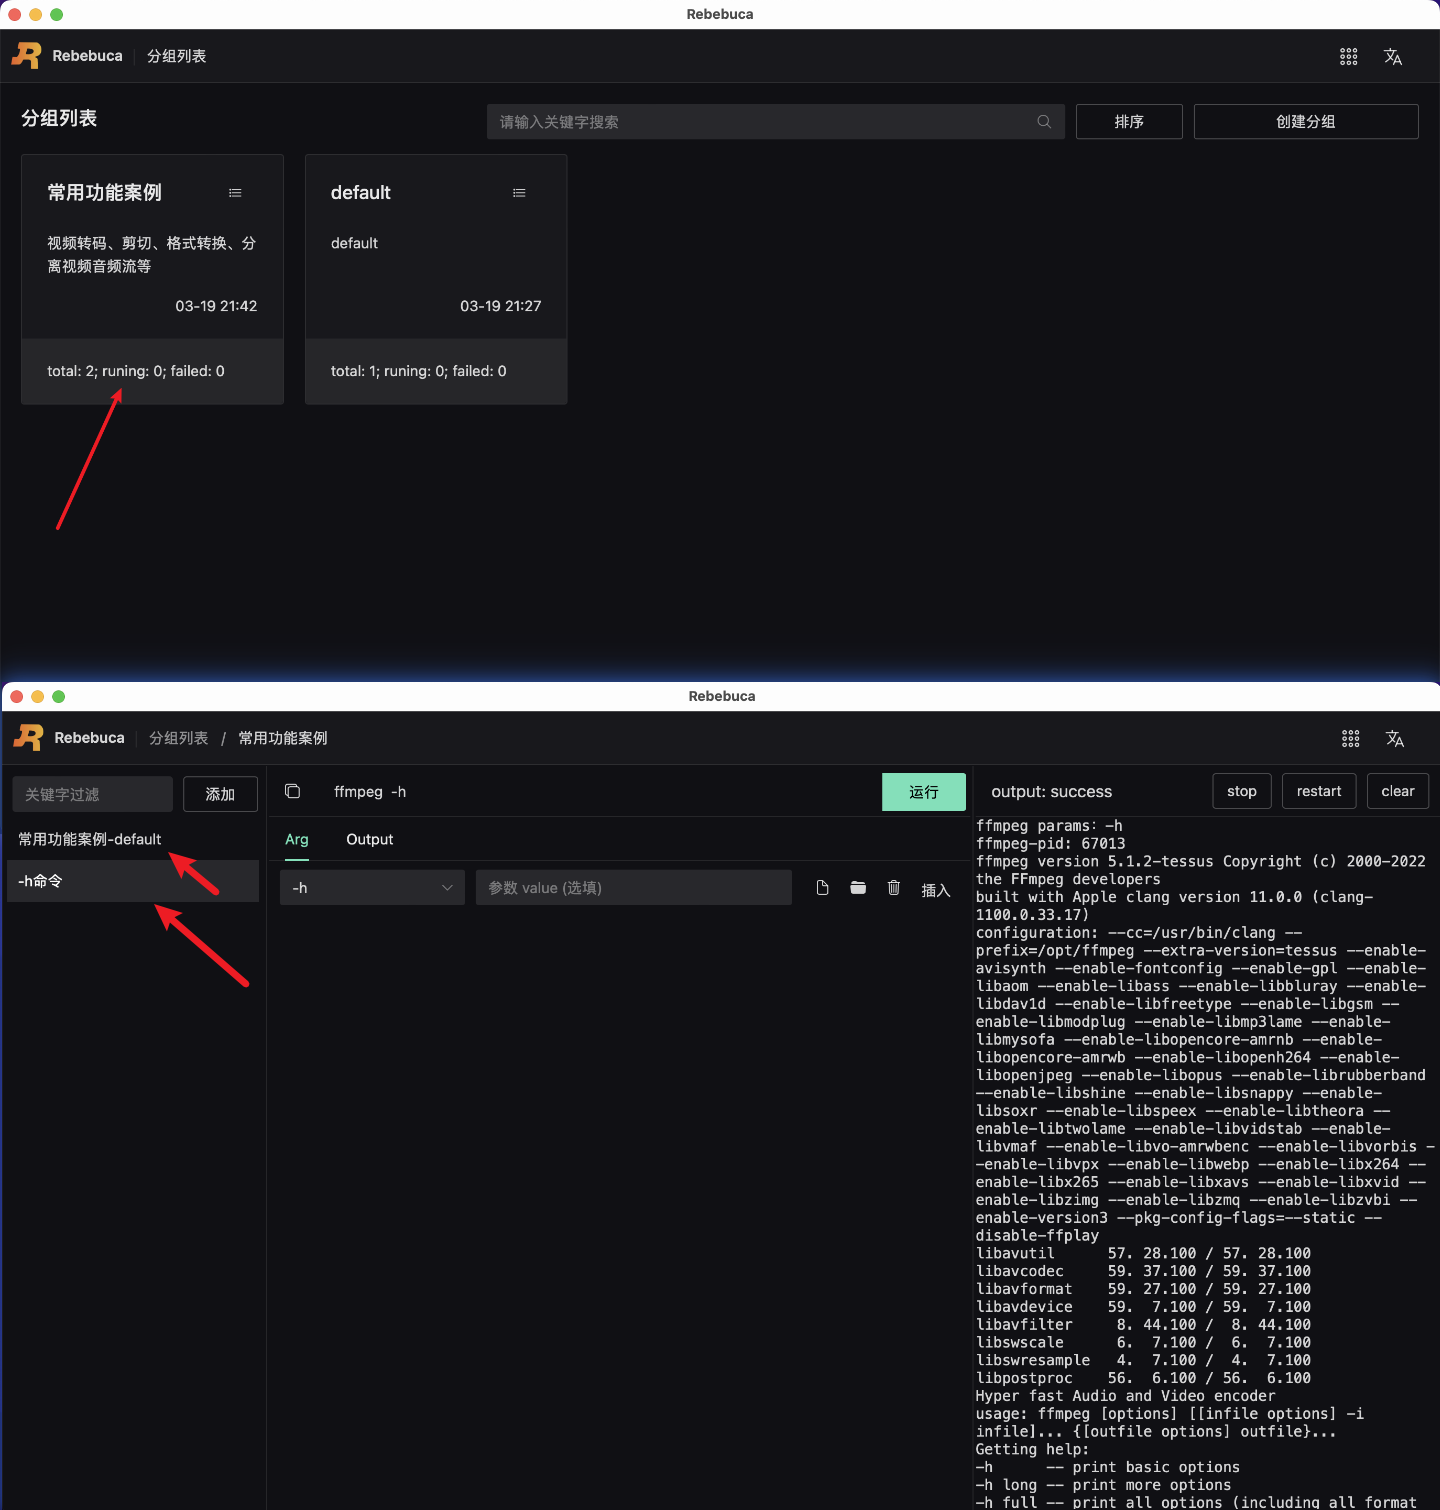 Rebebuca
Rebebuca 分组列表
分组列表
请输入关键字搜索
排序
创建分组
常用功能案例
视频转码、剪切、格式转换、分
离视频音频流等
03-19 21:42
total: 2; runing: 0; failed: 0
default
default
03-19 21:27
total: 1; runing: 0; failed: 0
Rebebuca
Rebebuca 分组列表 / 常用功能案例
关键字过滤
添加
常用功能案例-default
-h命令
ffmpeg -h
运行
Arg Output
-h
参数 value (选填)
插入
output: success
stop
restart
clear
ffmpeg params: -h
ffmpeg-pid: 67013
ffmpeg version 5.1.2-tessus Copyright (c) 2000-2022
the FFmpeg developers
built with Apple clang version 11.0.0 (clang-
1100.0.33.17)
configuration: --cc=/usr/bin/clang --
prefix=/opt/ffmpeg --extra-version=tessus --enable-
avisynth --enable-fontconfig --enable-gpl --enable-
libaom --enable-libass --enable-libbluray --enable-
libdav1d --enable-libfreetype --enable-libgsm --
enable-libmodplug --enable-libmp3lame --enable-
libmysofa --enable-libopencore-amrnb --enable-
libopencore-amrwb --enable-libopenh264 --enable-
libopenjpeg --enable-libopus --enable-librubberband
--enable-libshine --enable-libsnappy --enable-
libsoxr --enable-libspeex --enable-libtheora --
enable-libtwolame --enable-libvidstab --enable-
libvmaf --enable-libvo-amrwbenc --enable-libvorbis -
-enable-libvpx --enable-libwebp --enable-libx264 --
enable-libx265 --enable-libxavs --enable-libxvid --
enable-libzimg --enable-libzmq --enable-libzvbi --
enable-version3 --pkg-config-flags=--static --
disable-ffplay
libavutil 57. 28.100 / 57. 28.100
libavcodec 59. 37.100 / 59. 37.100
libavformat 59. 27.100 / 59. 27.100
libavdevice 59. 7.100 / 59. 7.100
libavfilter 8. 44.100 / 8. 44.100
libswscale 6. 7.100 / 6. 7.100
libswresample 4. 7.100 / 4. 7.100
libpostproc 56. 6.100 / 56. 6.100
Hyper fast Audio and Video encoder
usage: ffmpeg [options] [[infile options] -i
infile]... {[outfile options] outfile}...
Getting help:
-h -- print basic options
-h long -- print more options
-h full -- print all options (including all format